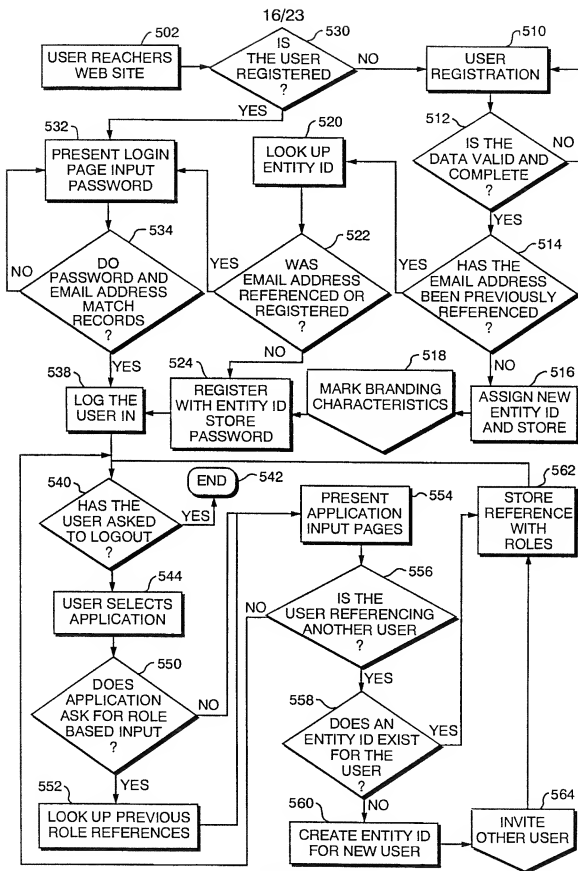 16/23
502
USER REACHERS
WEB SITE
530
IS
THE USER
REGISTERED
?
NO
YES
510
USER
REGISTRATION
512
IS THE
DATA VALID AND
COMPLETE
?
NO
YES
532
PRESENT LOGIN
PAGE INPUT
PASSWORD
520
LOOK UP
ENTITY ID
534
DO
PASSWORD AND
EMAIL ADDRESS
MATCH
RECORDS
?
NO
YES
522
WAS
EMAIL ADDRESS
REFERENCED OR
REGISTERED
?
YES
NO
514
HAS THE
EMAIL ADDRESS
BEEN PREVIOUSLY
REFERENCED
?
YES
NO
538
LOG THE
USER IN
524
REGISTER
WITH ENTITY ID
STORE
PASSWORD
518
MARK BRANDING
CHARACTERISTICS
516
ASSIGN NEW
ENTITY ID
AND STORE
540
HAS THE
USER ASKED
TO LOGOUT
?
YES
END
542
554
PRESENT
APPLICATION
INPUT PAGES
562
STORE
REFERENCE
WITH
ROLES
544
USER SELECTS
APPLICATION
556
IS THE
USER REFERENCING
ANOTHER USER
?
NO
YES
550
DOES
APPLICATION
ASK FOR ROLE
BASED INPUT
?
NO
YES
558
DOES AN
ENTITY ID EXIST
FOR THE
USER
?
YES
NO
552
LOOK UP PREVIOUS
ROLE REFERENCES
560
CREATE ENTITY ID
FOR NEW USER
564
INVITE
OTHER USER